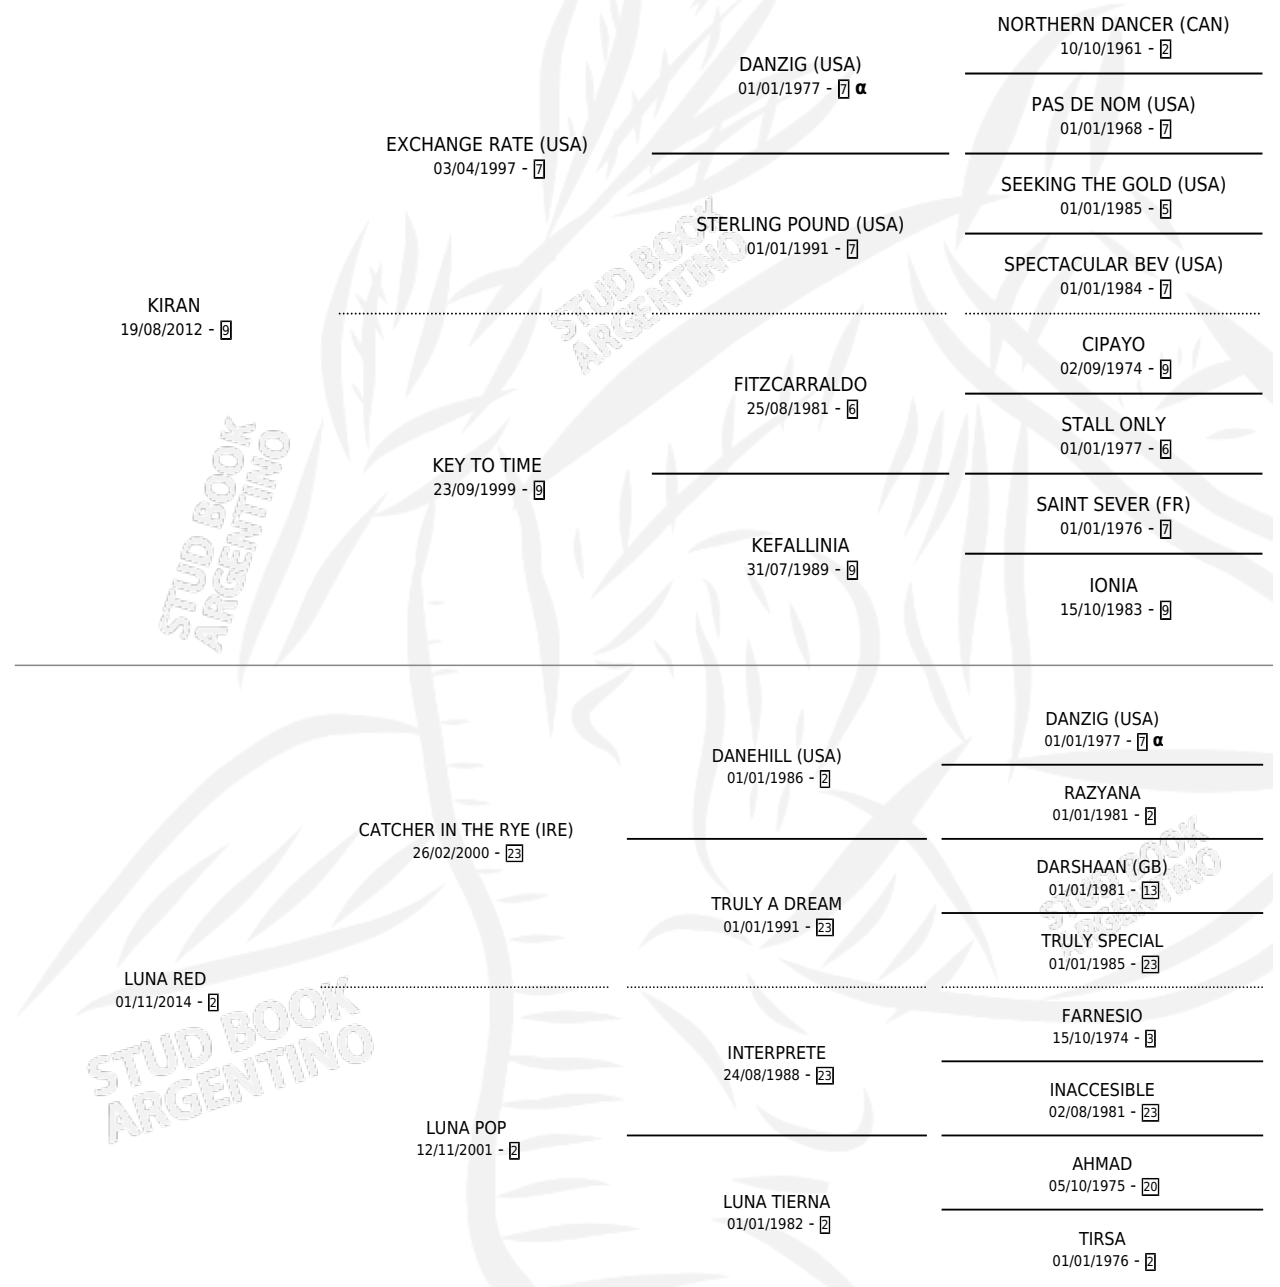 NORTHERN DANCER (CAN)
10/10/1961 - 2
DANZIG (USA)
01/01/1977 - 7 α
PAS DE NOM (USA)
01/01/1968 - 7
EXCHANGE RATE (USA)
03/04/1997 - 7
SEEKING THE GOLD (USA)
01/01/1985 - 5
STERLING POUND (USA)
01/01/1991 - 7
SPECTACULAR BEV (USA)
01/01/1984 - 7
KIRAN
19/08/2012 - 9
CIPAYO
02/09/1974 - 9
FITZCARRALDO
25/08/1981 - 6
STALL ONLY
01/01/1977 - 6
KEY TO TIME
23/09/1999 - 9
SAINT SEVER (FR)
01/01/1976 - 7
KEFALLINIA
31/07/1989 - 9
IONIA
15/10/1983 - 9
DANZIG (USA)
01/01/1977 - 7 α
DANEHILL (USA)
01/01/1986 - 2
RAZYANA
01/01/1981 - 2
CATCHER IN THE RYE (IRE)
26/02/2000 - 23
DARSHAAN (GB)
01/01/1981 - 13
TRULY A DREAM
01/01/1991 - 23
TRULY SPECIAL
01/01/1985 - 23
LUNA RED
01/11/2014 - 2
FARNESIO
15/10/1974 - 3
INTERPRETE
24/08/1988 - 23
INACCESIBLE
02/08/1981 - 23
LUNA POP
12/11/2001 - 2
AHMAD
05/10/1975 - 20
LUNA TIERNA
01/01/1982 - 2
TIRSA
01/01/1976 - 2
STUD BOOK
ARGENTINO
STUD BOOK
ARGENTINO
STUD BOOK
ARGENTINO
STUD BOOK
ARGENTINO